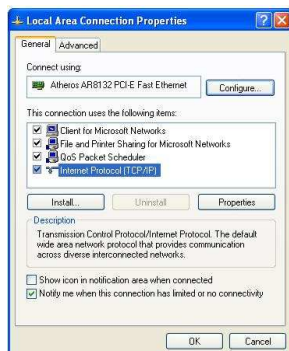 Local Area Connection Properties
General Advanced
Connect using:
Atheros AR8132 PCI-E Fast Ethernet Configure...
This connection uses the following items:
Client for Microsoft Networks
File and Printer Sharing for Microsoft Networks
QoS Packet Scheduler
Internet Protocol (TCP/IP)
Install... Uninstall Properties
Description
Transmission Control Protocol/Internet Protocol. The default
wide area network protocol that provides communication
across diverse interconnected networks.
Show icon in notification area when connected
Notify me when this connection has limited or no connectivity
OK Cancel